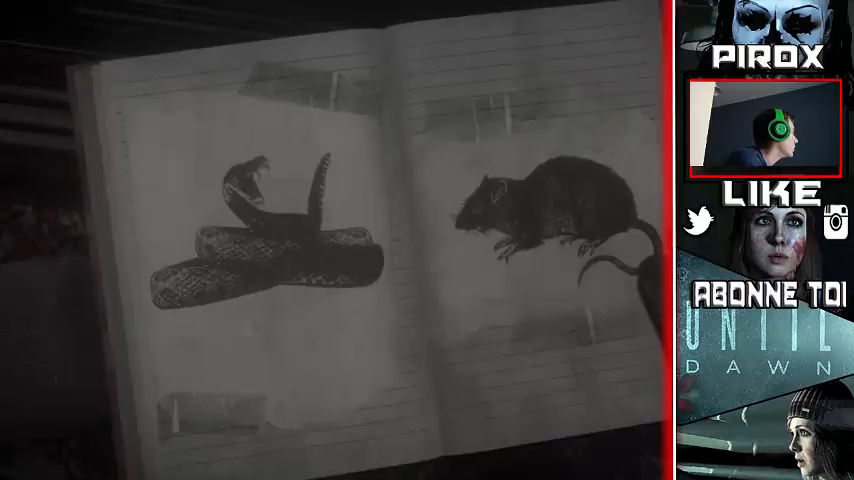 PIROX
LIKE
ABONNE TOI
UNTIL
DAWN